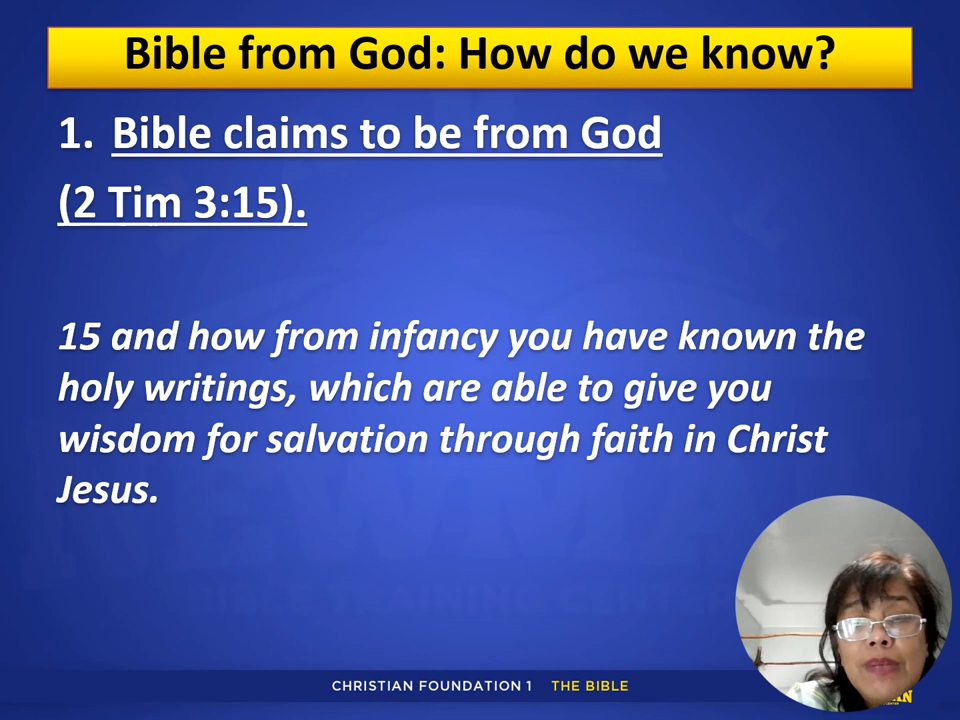 Bible from God: How do we know?
1. Bible claims to be from God
(2 Tim 3:15).
15 and how from infancy you have known the
holy writings, which are able to give you
wisdom for salvation through faith in Christ
Jesus.
CHRISTIAN FOUNDATION 1 THE BIBLE